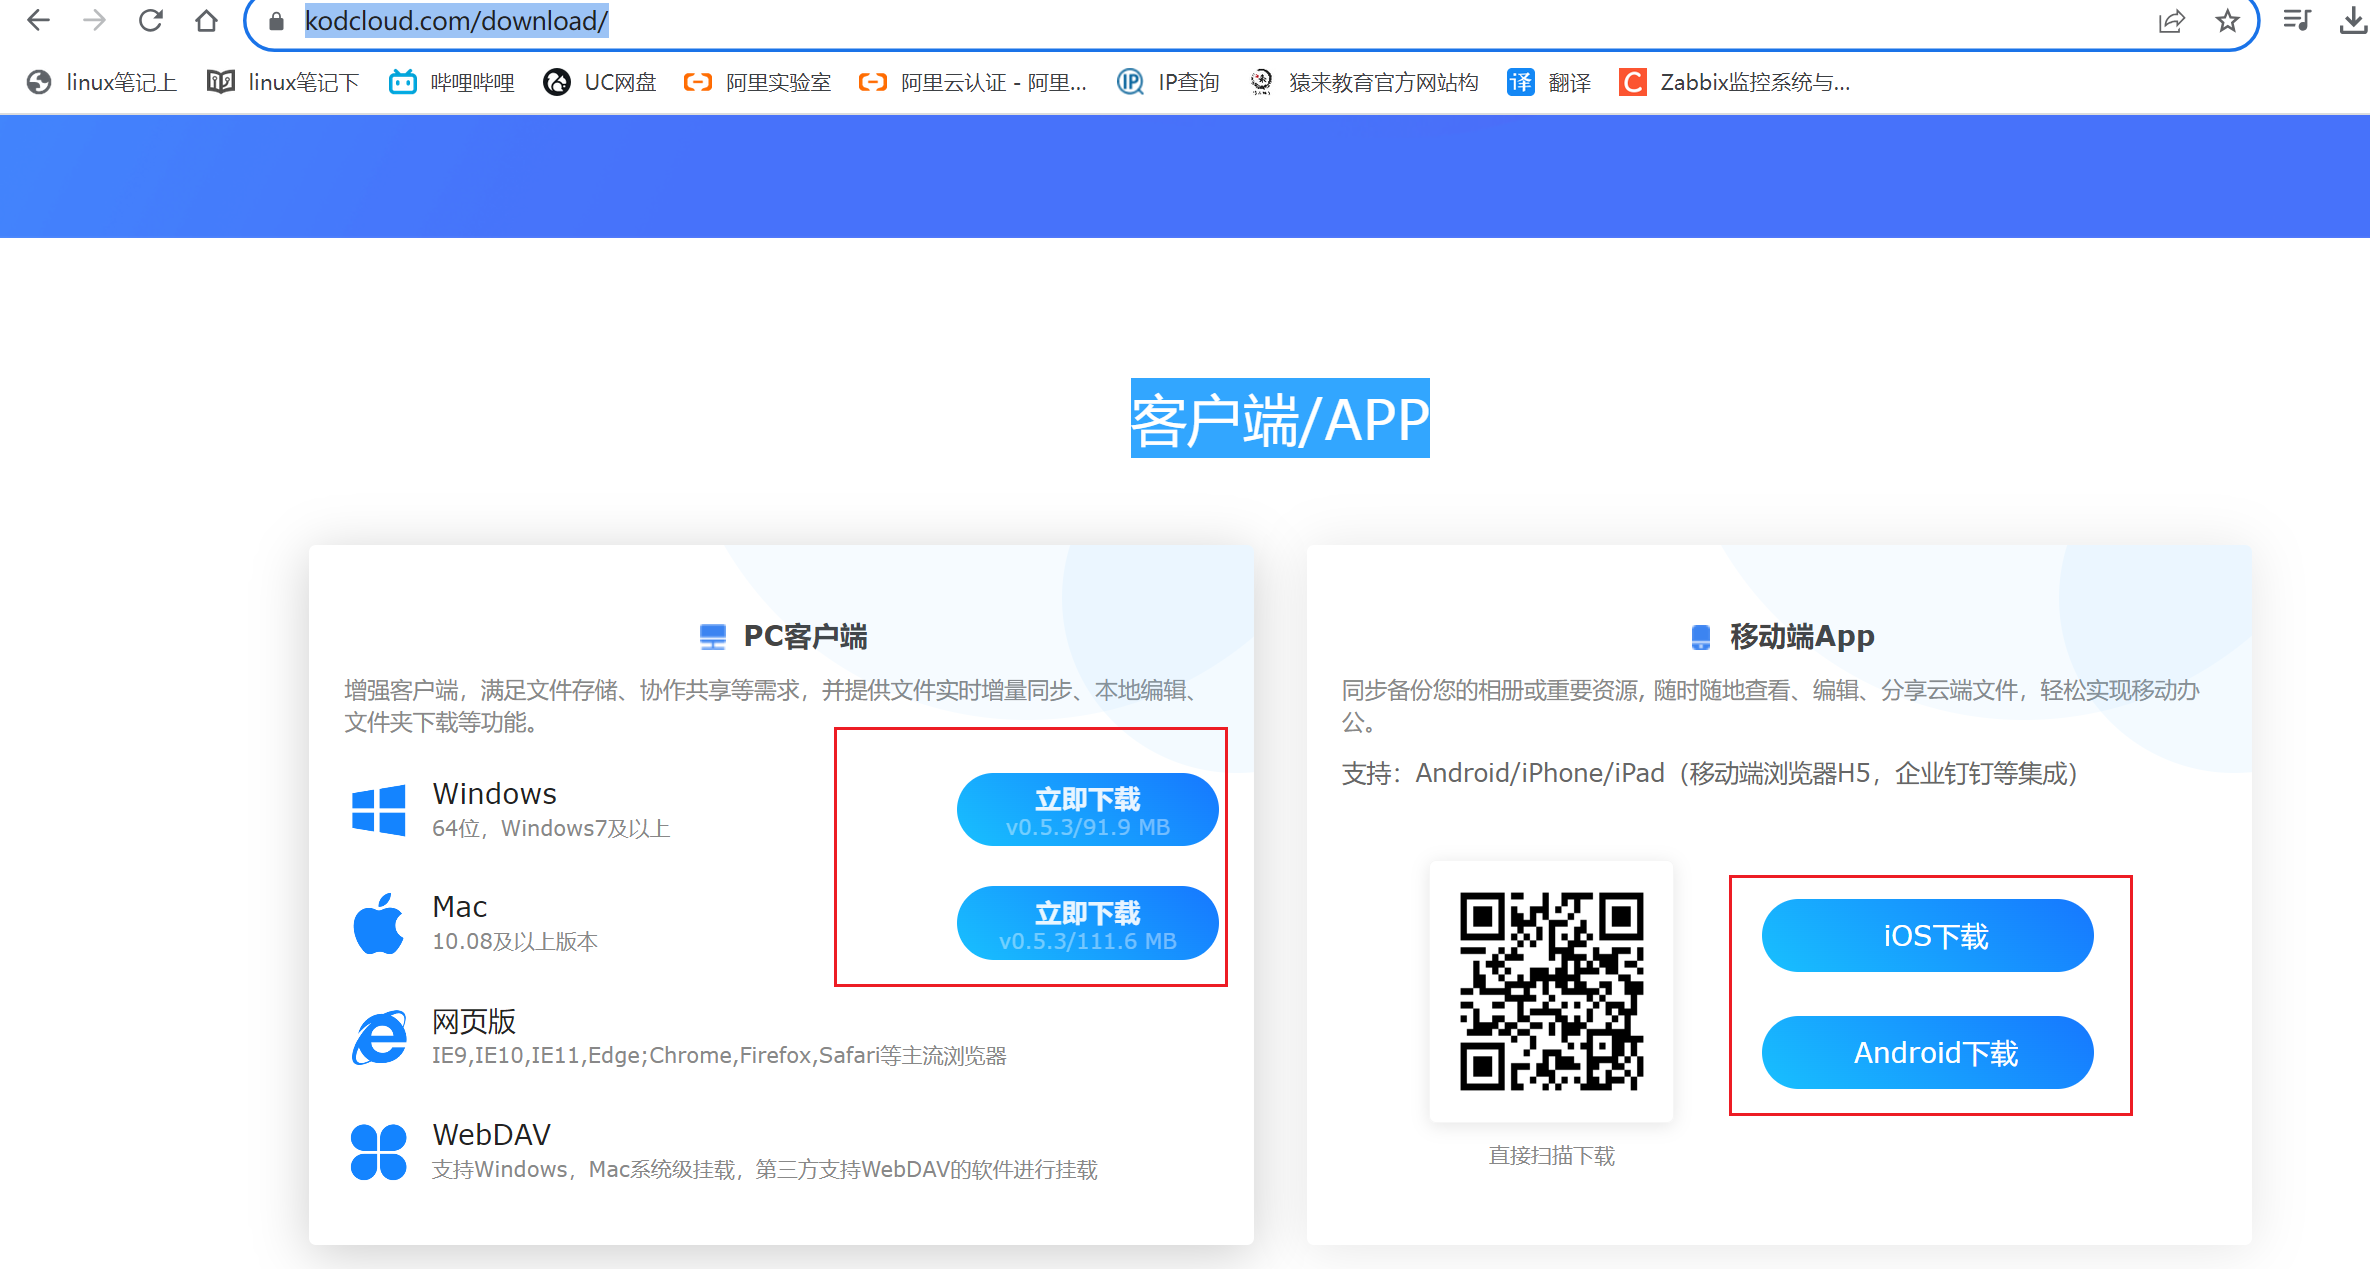 kodcloud.com/download/
linux笔记上 linux笔记下 哔哩哔哩 UC网盘 阿里实验室 阿里云认证 - 阿里... IP查询 猿来教育官方网站构 翻译 Zabbix监控系统与...
客户端/APP
PC客户端
增强客户端，满足文件存储、协作共享等需求，并提供文件实时增量同步、本地编辑、
文件夹下载等功能。
Windows
64位，Windows7及以上
立即下载
v0.5.3/91.9 MB
Mac
10.08及以上版本
立即下载
v0.5.3/111.6 MB
网页版
IE9,IE10,IE11,Edge;Chrome,Firefox,Safari等主流浏览器
WebDAV
支持Windows，Mac系统级挂载，第三方支持WebDAV的软件进行挂载
移动端App
同步备份您的相册或重要资源, 随时随地查看、编辑、分享云端文件，轻松实现移动办
公。
支持：Android/iPhone/iPad（移动端浏览器H5，企业钉钉等集成）
iOS下载
Android下载
直接扫描下载